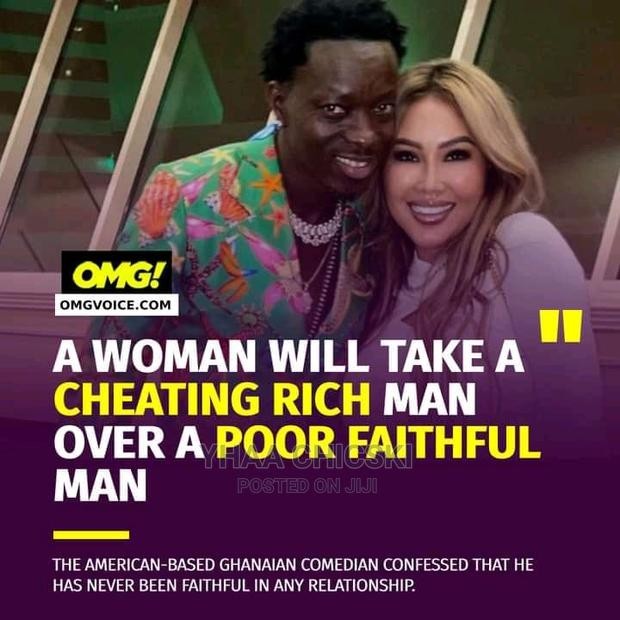 OMG!
OMGVOICE.COM
"
A WOMAN WILL TAKE A
CHEATING RICH MAN
OVER A POOR FAITHFUL
MAN
YHAA CHICSKI
POSTED ON JIJI
THE AMERICAN-BASED GHANAIAN COMEDIAN CONFESSED THAT HE
HAS NEVER BEEN FAITHFUL IN ANY RELATIONSHIP.